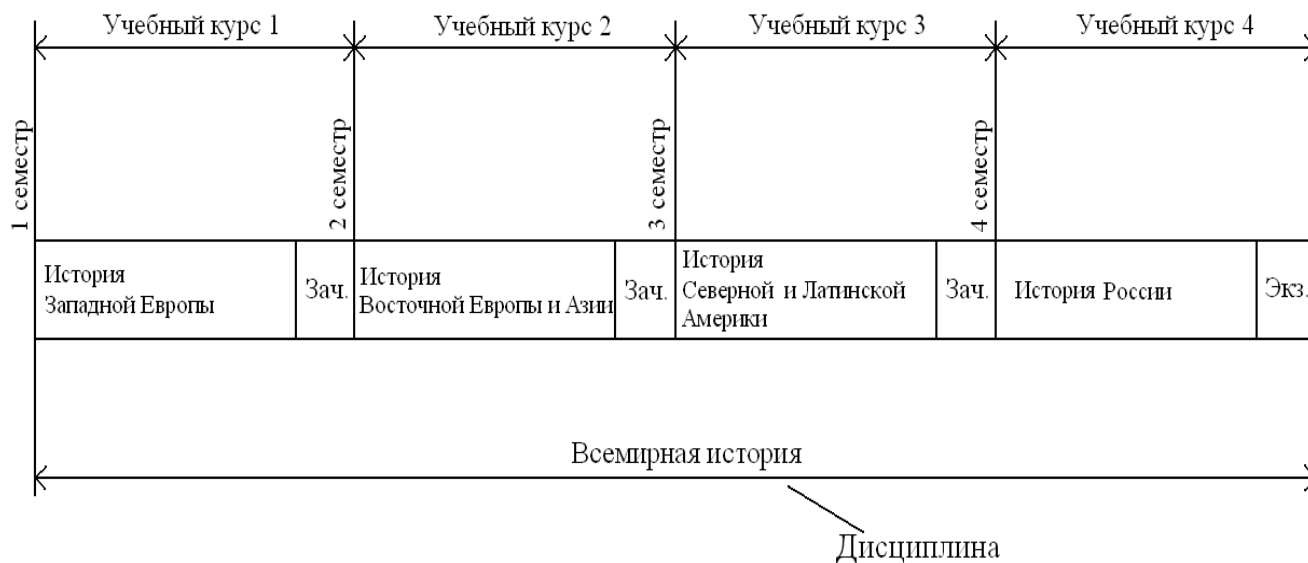 Учебный курс 1
Учебный курс 2
Учебный курс 3
Учебный курс 4
1 семестр
2 семестр
3 семестр
4 семестр
История
Западной Европы
Зач.
История
Восточной Европы и Азии
Зач.
История
Северной и Латинской
Америки
Зач.
История России
Экз.
Всемирная история
Дисциплина